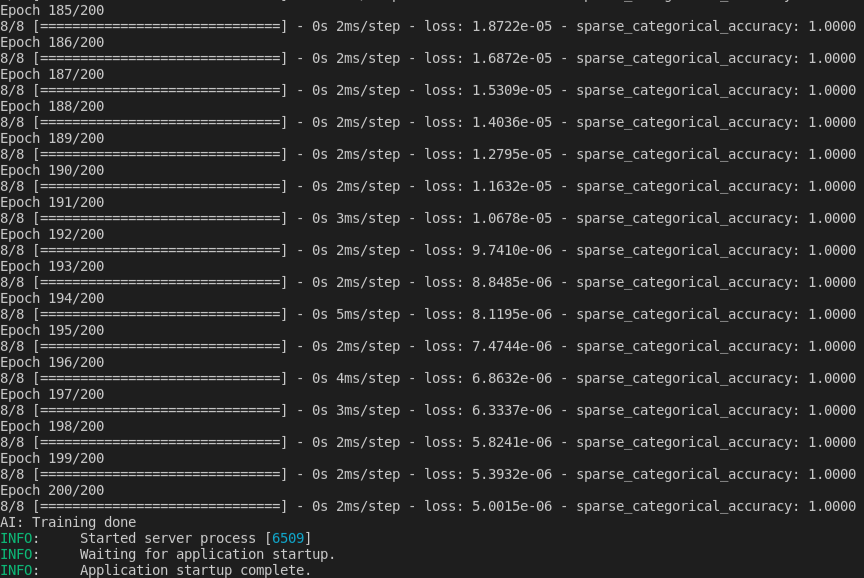 Epoch 185/200
8/8 [==============================] - 0s 2ms/step - loss: 1.8722e-05 - sparse_categorical_accuracy: 1.0000
Epoch 186/200
8/8 [==============================] - 0s 2ms/step - loss: 1.6872e-05 - sparse_categorical_accuracy: 1.0000
Epoch 187/200
8/8 [==============================] - 0s 2ms/step - loss: 1.5309e-05 - sparse_categorical_accuracy: 1.0000
Epoch 188/200
8/8 [==============================] - 0s 2ms/step - loss: 1.4036e-05 - sparse_categorical_accuracy: 1.0000
Epoch 189/200
8/8 [==============================] - 0s 2ms/step - loss: 1.2795e-05 - sparse_categorical_accuracy: 1.0000
Epoch 190/200
8/8 [==============================] - 0s 2ms/step - loss: 1.1632e-05 - sparse_categorical_accuracy: 1.0000
Epoch 191/200
8/8 [==============================] - 0s 3ms/step - loss: 1.0678e-05 - sparse_categorical_accuracy: 1.0000
Epoch 192/200
8/8 [==============================] - 0s 2ms/step - loss: 9.7410e-06 - sparse_categorical_accuracy: 1.0000
Epoch 193/200
8/8 [==============================] - 0s 2ms/step - loss: 8.8485e-06 - sparse_categorical_accuracy: 1.0000
Epoch 194/200
8/8 [==============================] - 0s 5ms/step - loss: 8.1195e-06 - sparse_categorical_accuracy: 1.0000
Epoch 195/200
8/8 [==============================] - 0s 2ms/step - loss: 7.4744e-06 - sparse_categorical_accuracy: 1.0000
Epoch 196/200
8/8 [==============================] - 0s 4ms/step - loss: 6.8632e-06 - sparse_categorical_accuracy: 1.0000
Epoch 197/200
8/8 [==============================] - 0s 3ms/step - loss: 6.3337e-06 - sparse_categorical_accuracy: 1.0000
Epoch 198/200
8/8 [==============================] - 0s 2ms/step - loss: 5.8241e-06 - sparse_categorical_accuracy: 1.0000
Epoch 199/200
8/8 [==============================] - 0s 2ms/step - loss: 5.3932e-06 - sparse_categorical_accuracy: 1.0000
Epoch 200/200
8/8 [==============================] - 0s 2ms/step - loss: 5.0015e-06 - sparse_categorical_accuracy: 1.0000
AI: Training done
INFO:     Started server process [6509]
INFO:     Waiting for application startup.
INFO:     Application startup complete.